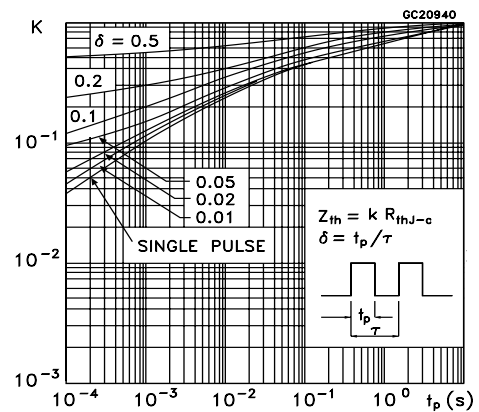 GC20940
K
δ = 0.5
0.2
0.1
10⁻¹
0.05
0.02
0.01
SINGLE PULSE
Zth = k RthJ-c
δ = tp/τ
tp
τ
10⁻²
10⁻³
10⁻⁴ 10⁻³ 10⁻² 10⁻¹ 10⁰ tp(s)